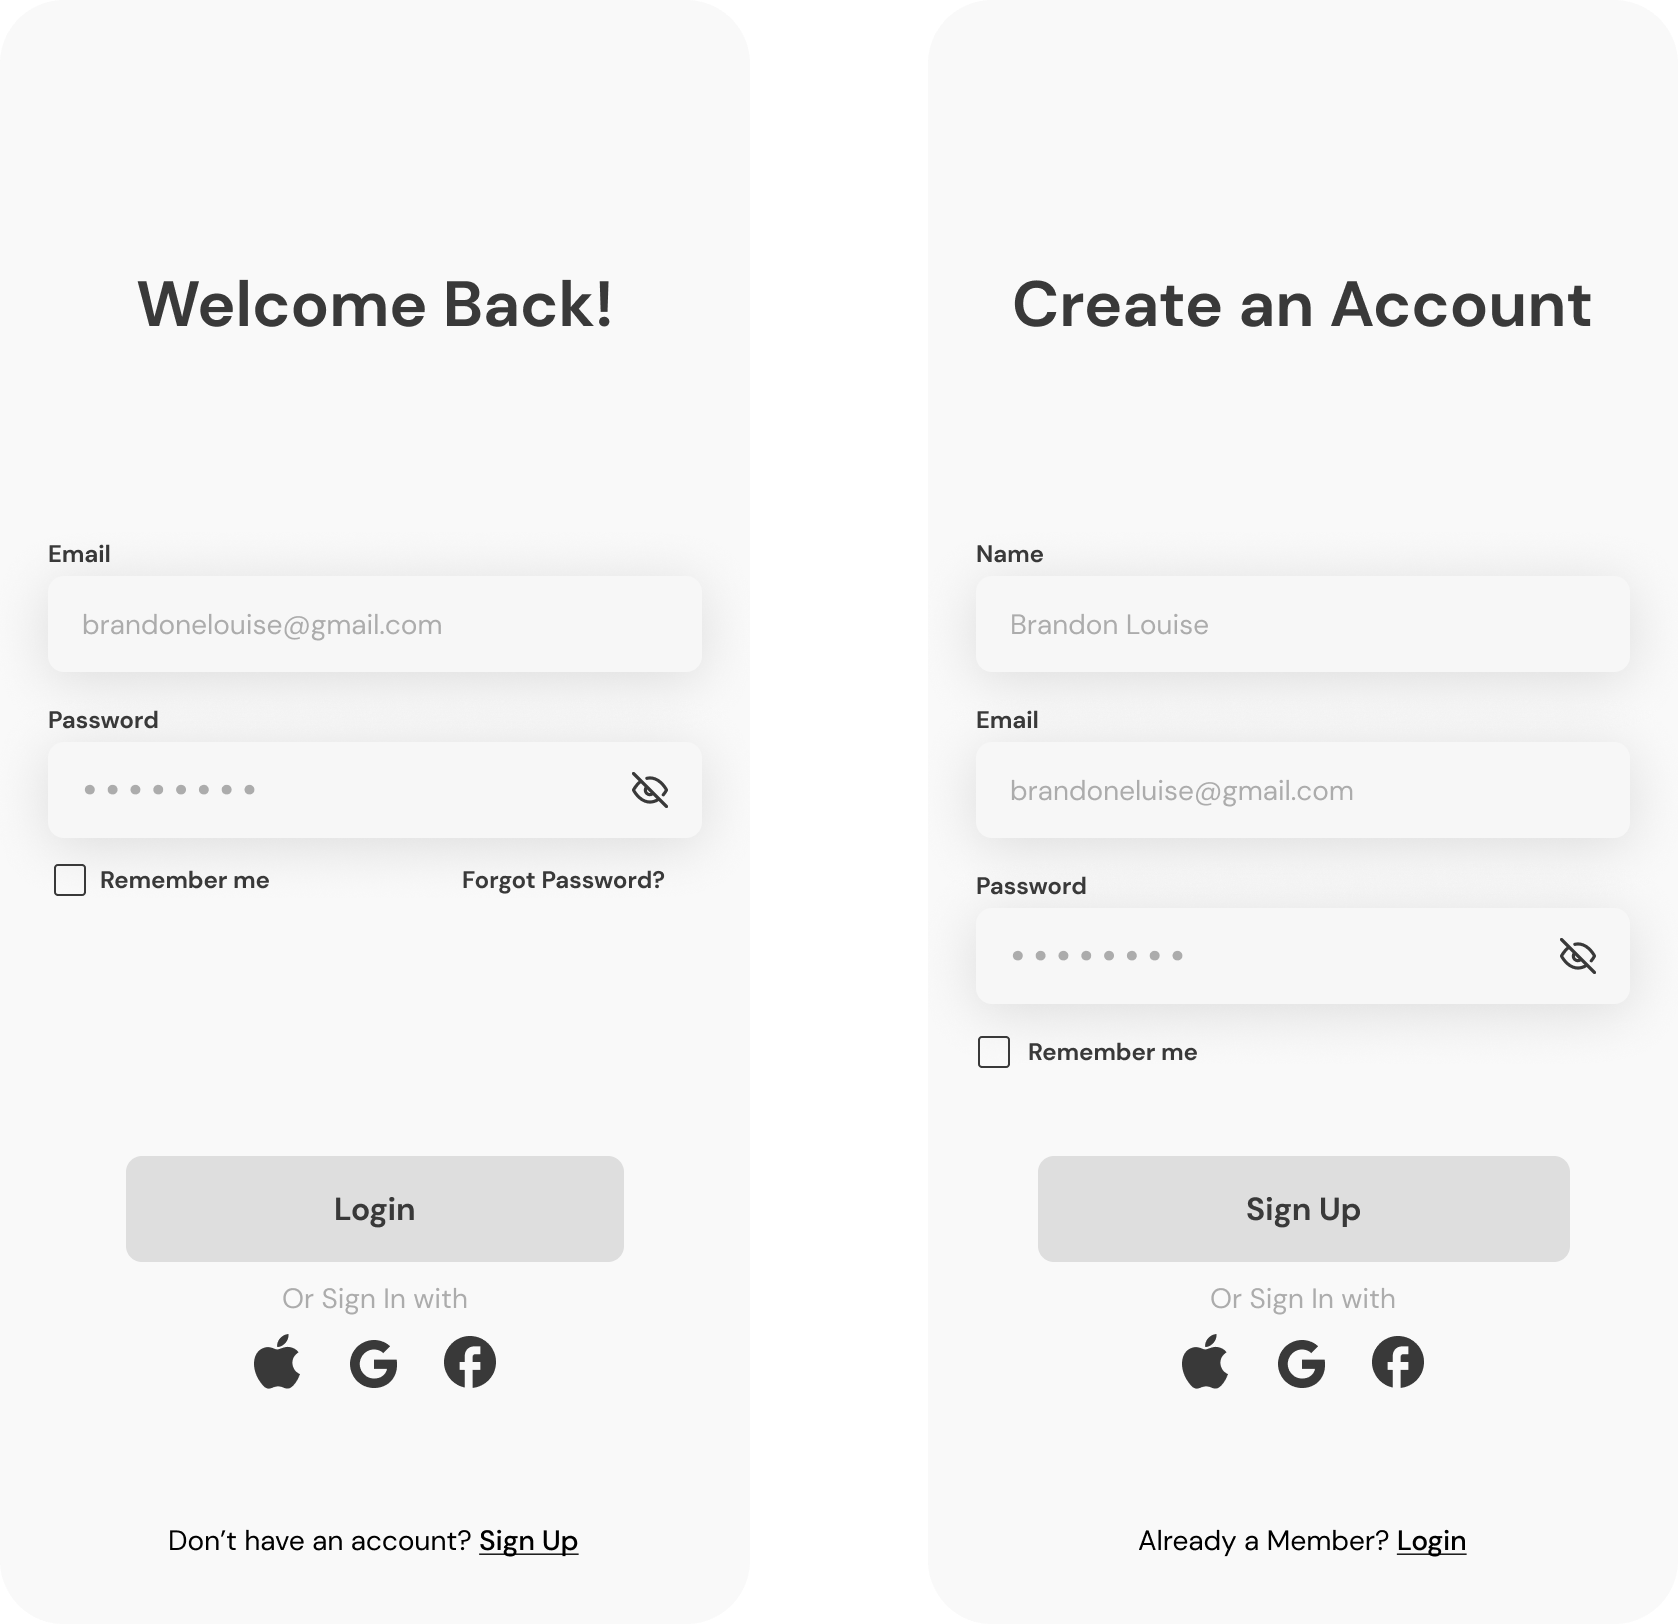 Welcome Back!
Email
brandonelouise@gmail.com
Password
Remember me
Forgot Password?
Login
Or Sign In with
Don’t have an account? Sign Up
Create an Account
Name
Brandon Louise
Email
brandoneluise@gmail.com
Password
Remember me
Sign Up
Or Sign In with
Already a Member? Login